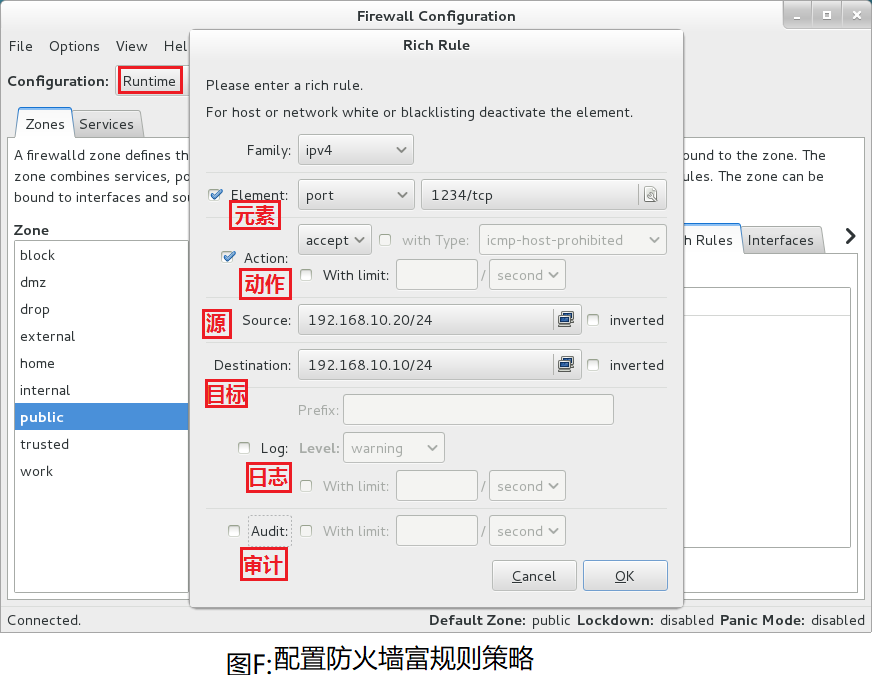 Firewall Configuration
File Options View Hel
Rich Rule
Configuration: Runtime
Please enter a rich rule.
For host or network white or blacklisting deactivate the element.
Zones Services
A firewalld zone defines th
zone combines services, po
bound to interfaces and sou
ound to the zone. The
ules. The zone can be
Family: ipv4
Element: port 1234/tcp
元素
Action: accept with Type: icmp-host-prohibited
With limit: / second
动作
源 Source: 192.168.10.20/24 inverted
Destination: 192.168.10.10/24 inverted
目标
Prefix:
Log: Level: warning
日志
With limit: / second
Audit: With limit: / second
审计
Cancel OK
Zone
block
dmz
drop
external
home
internal
public
trusted
work
h Rules Interfaces
Connected.
Default Zone: public Lockdown: disabled Panic Mode: disabled
图F:配置防火墙富规则策略